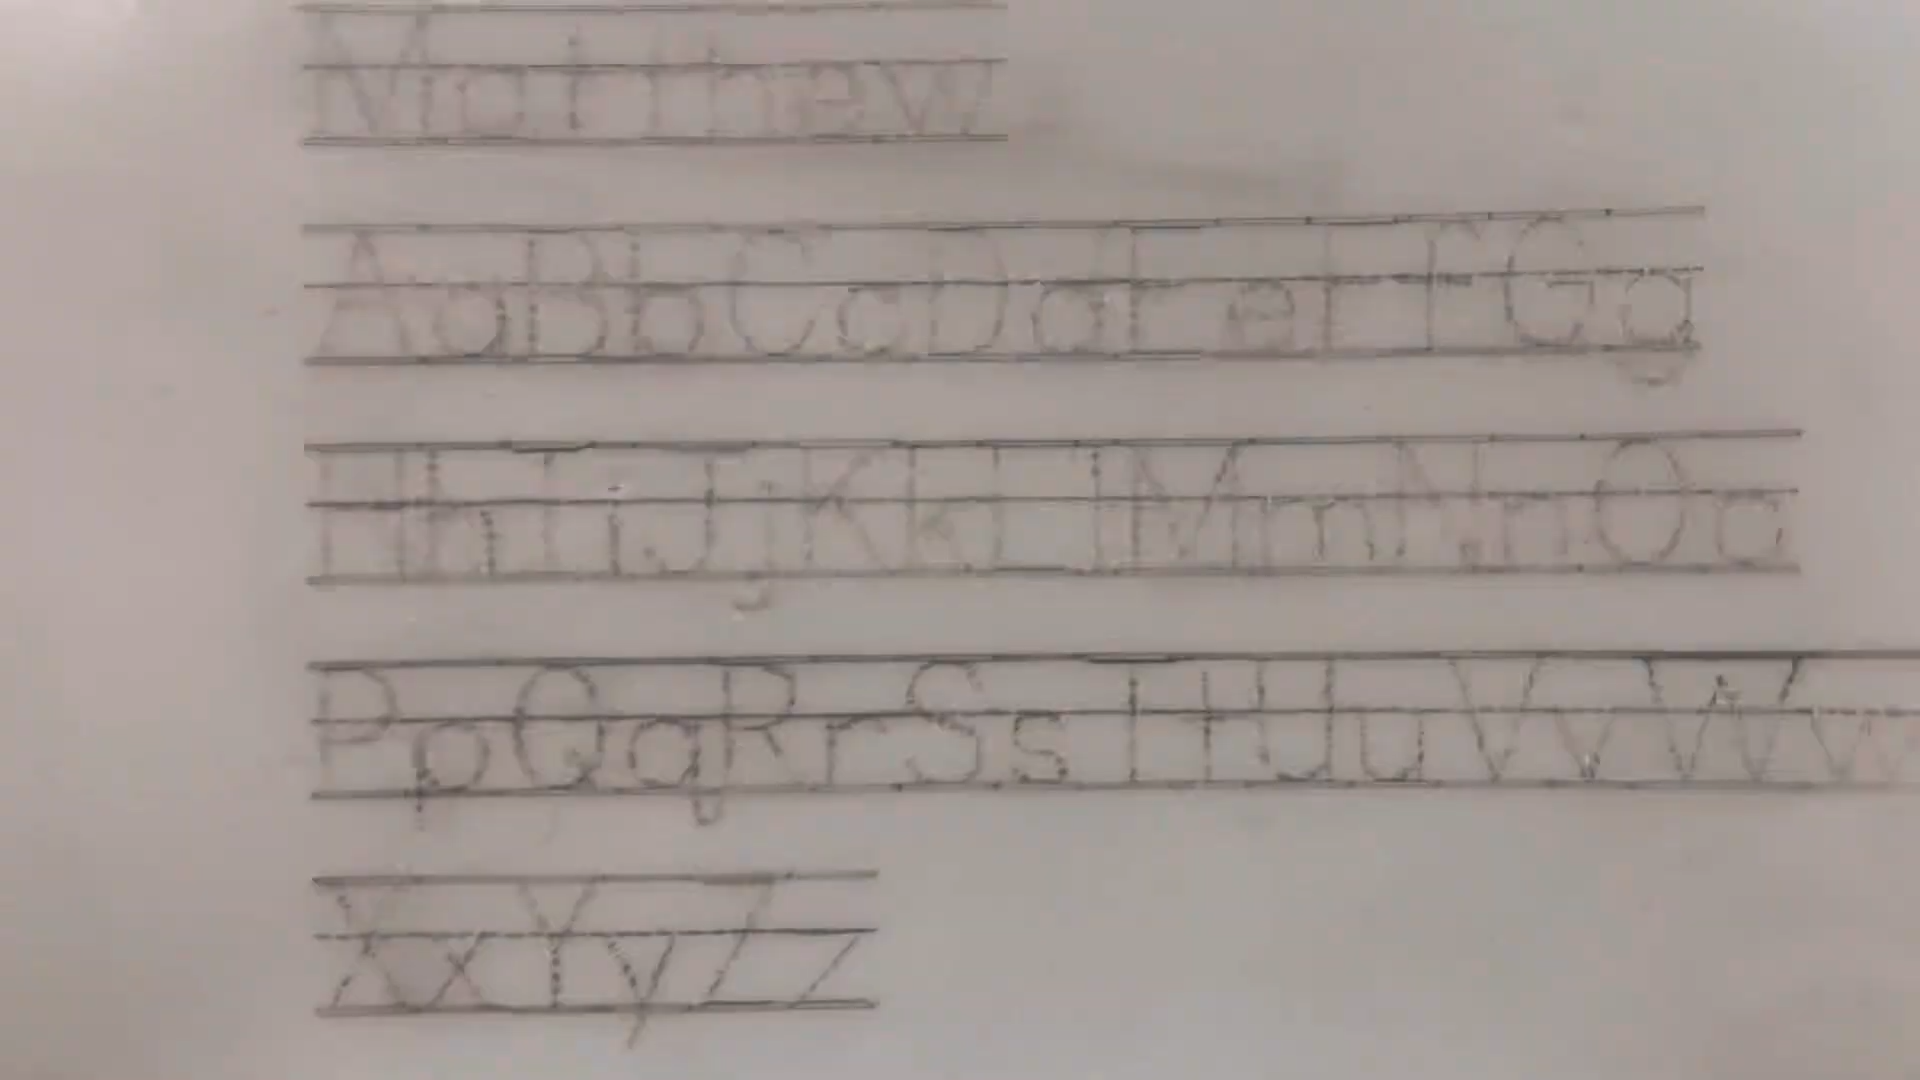 Matthew
AaBbCcDdEeFfGg
HhIiJjKkLlMmNnOo
PpQqRrSsTtUuVvWw
XxYyZz